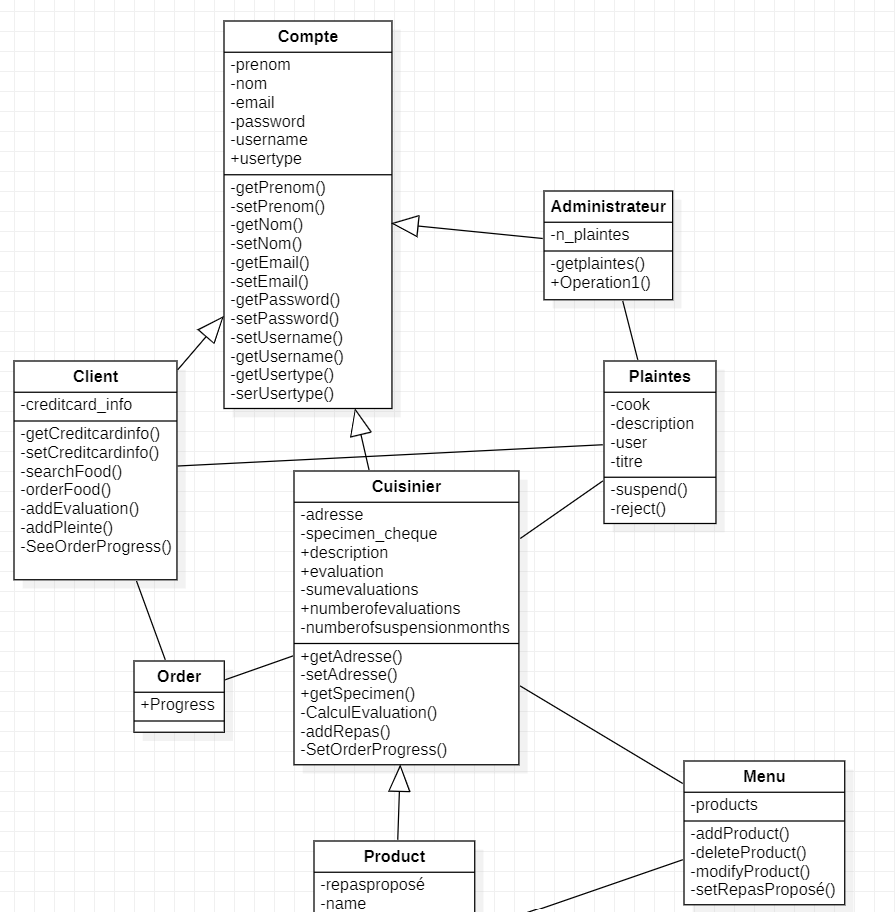 Compte
-prenom
-nom
-email
-password
-username
+usertype
-getPrenom()
-setPrenom()
-getNom()
-setNom()
-getEmail()
-setEmail()
-getPassword()
-setPassword()
-setUsername()
-getUsername()
-getUsertype()
-serUsertype()
Administrateur
-n_plaintes
-getplaintes()
+Operation1()
Client
-creditcard_info
-getCreditcardinfo()
-setCreditcardinfo()
-searchFood()
-orderFood()
-addEvaluation()
-addPleinte()
-SeeOrderProgress()
Plaintes
-cook
-description
-user
-titre
-suspend()
-reject()
Cuisinier
-adresse
-specimen_cheque
+description
+evaluation
-sumevaluations
+numberofevaluations
-numberofsuspensionmonths
+getAdresse()
-setAdresse()
+getSpecimen()
-CalculEvaluation()
-addRepas()
-SetOrderProgress()
Order
+Progress
Menu
-products
-addProduct()
-deleteProduct()
-modifyProduct()
-setRepasProposé()
Product
-repasproposé
-name